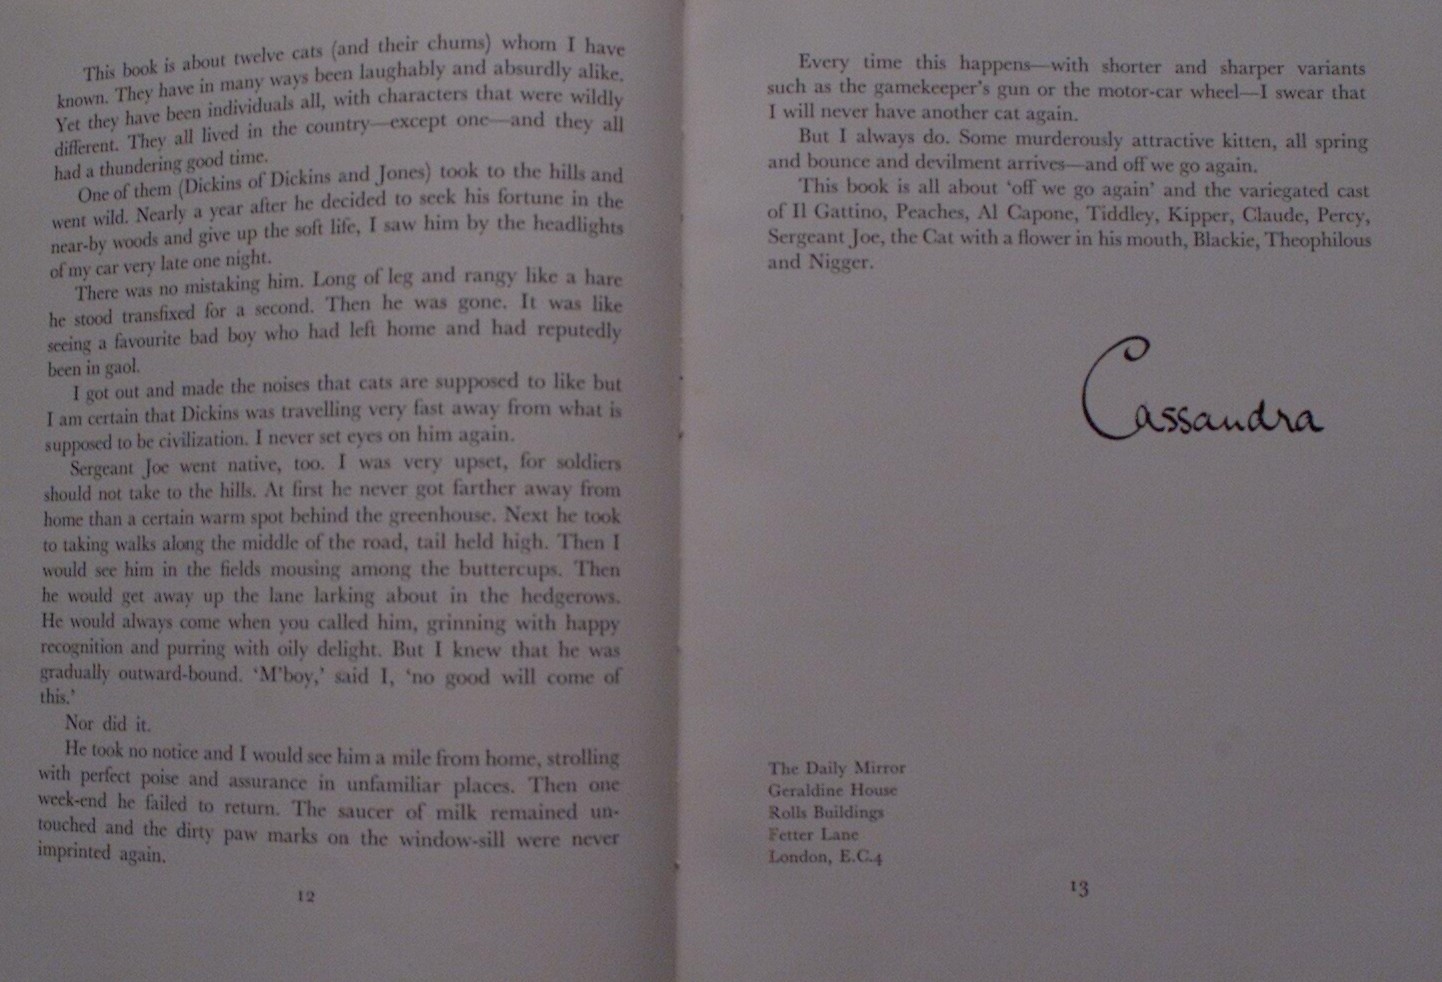 This book is about twelve cats (and their chums) whom I have
known. They have in many ways been laughably and absurdly alike.
Yet they have been individuals all, with characters that were wildly
different. They all lived in the country—except one—and they all
had a thundering good time.
One of them (Dickins of Dickins and Jones) took to the hills and
went wild. Nearly a year after he decided to seek his fortune in the
near-by woods and give up the soft life, I saw him by the headlights
of my car very late one night.
There was no mistaking him. Long of leg and rangy like a hare
he stood transfixed for a second. Then he was gone. It was like
seeing a favourite bad boy who had left home and had reputedly
been in gaol.
I got out and made the noises that cats are supposed to like but
I am certain that Dickins was travelling very fast away from what is
supposed to be civilization. I never set eyes on him again.
Sergeant Joe went native, too. I was very upset, for soldiers
should not take to the hills. At first he never got farther away from
home than a certain warm spot behind the greenhouse. Next he took
to taking walks along the middle of the road, tail held high. Then I
would see him in the fields mousing among the buttercups. Then
he would get away up the lane larking about in the hedgerows.
He would always come when you called him, grinning with happy
recognition and purring with oily delight. But I knew that he was
gradually outward-bound. ‘M’boy,’ said I, ‘no good will come of
this.’
Nor did it.
He took no notice and I would see him a mile from home, strolling
with perfect poise and assurance in unfamiliar places. Then one
week-end he failed to return. The saucer of milk remained un-
touched and the dirty paw marks on the window-sill were never
imprinted again.
12
Every time this happens—with shorter and sharper variants
such as the gamekeeper’s gun or the motor-car wheel—I swear that
I will never have another cat again.
But I always do. Some murderously attractive kitten, all spring
and bounce and devilment arrives—and off we go again.
This book is all about ‘off we go again’ and the variegated cast
of Il Gattino, Peaches, Al Capone, Tiddley, Kipper, Claude, Percy,
Sergeant Joe, the Cat with a flower in his mouth, Blackie, Theophilous
and Nigger.
Cassandra
The Daily Mirror
Geraldine House
Rolls Buildings
Fetter Lane
London, E.C.4
13